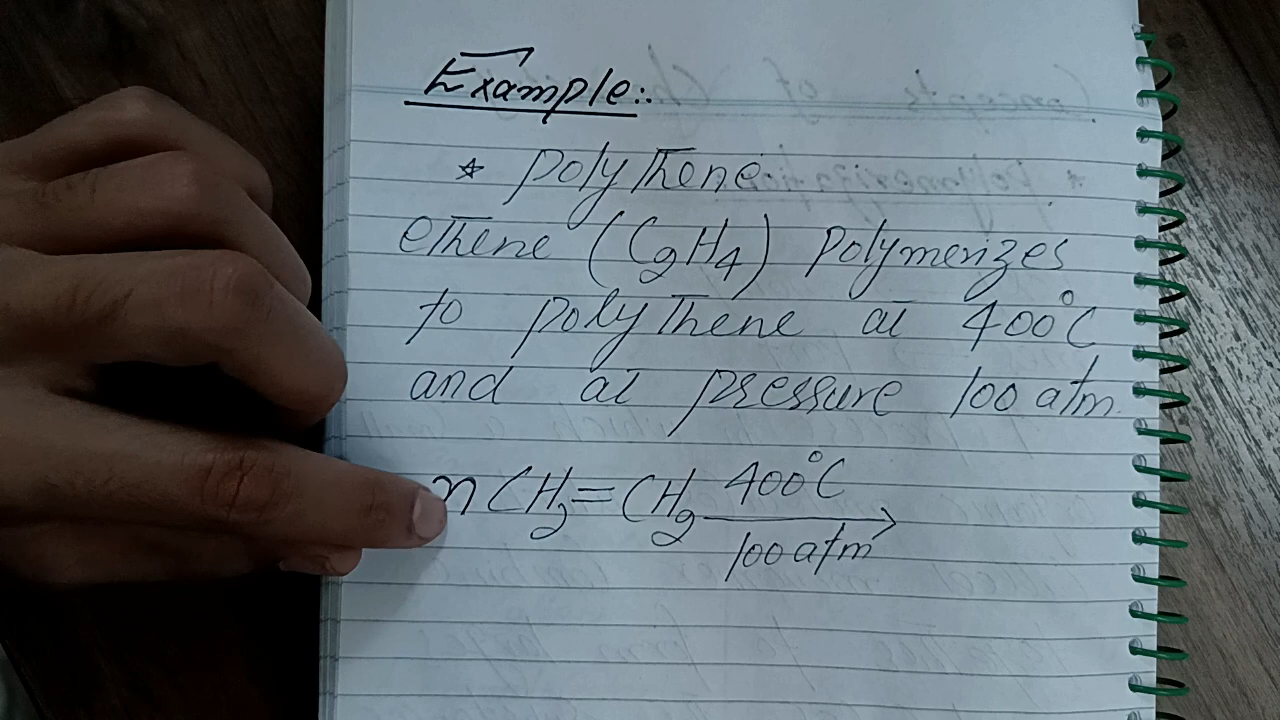 Example:.
* polythene.
ethene (C2H4) polymerizes
to polythene at 400°C
and at pressure 100 atm.
nCH2=CH2 400°C →
100 atm